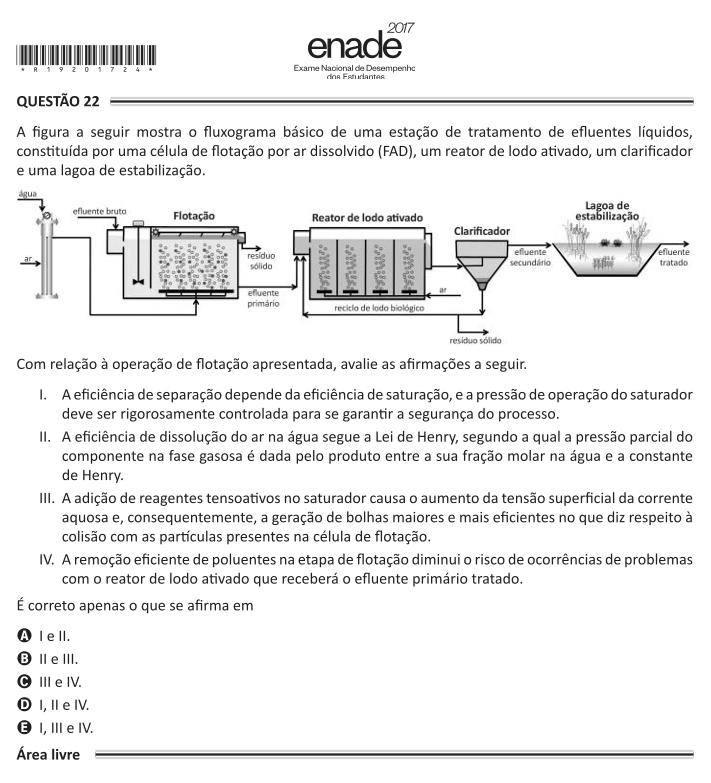 *R19201724*
2017
enade
Exame Nacional de Desempenho
dos Estudantes
QUESTÃO 22
A figura a seguir mostra o fluxograma básico de uma estação de tratamento de efluentes líquidos,
constituída por uma célula de flotação por ar dissolvido (FAD), um reator de lodo ativado, um clarificador
e uma lagoa de estabilização.
água
ar
efluente bruto
Flotação
resíduo
sólido
efluente
primário
Reator de lodo ativado
ar
reciclo de lodo biológico
Clarificador
efluente
secundário
resíduo sólido
Lagoa de
estabilização
efluente
tratado
Com relação à operação de flotação apresentada, avalie as afirmações a seguir.
I. A eficiência de separação depende da eficiência de saturação, e a pressão de operação do saturador
deve ser rigorosamente controlada para se garantir a segurança do processo.
II. A eficiência de dissolução do ar na água segue a Lei de Henry, segundo a qual a pressão parcial do
componente na fase gasosa é dada pelo produto entre a sua fração molar na água e a constante
de Henry.
III. A adição de reagentes tensoativos no saturador causa o aumento da tensão superficial da corrente
aquosa e, consequentemente, a geração de bolhas maiores e mais eficientes no que diz respeito à
colisão com as partículas presentes na célula de flotação.
IV. A remoção eficiente de poluentes na etapa de flotação diminui o risco de ocorrências de problemas
com o reator de lodo ativado que receberá o efluente primário tratado.
É correto apenas o que se afirma em
A I e II.
B II e III.
C III e IV.
D I, II e IV.
E I, III e IV.
Área livre